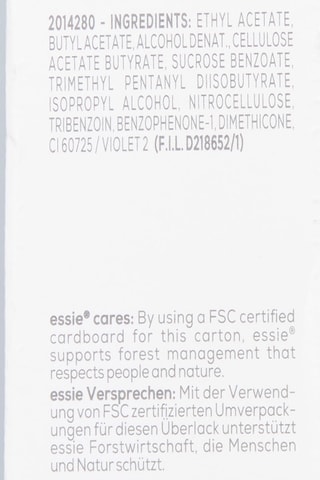 2014280 - INGREDIENTS: ETHYL ACETATE,
BUTYL ACETATE, ALCOHOL DENAT., CELLULOSE
ACETATE BUTYRATE, SUCROSE BENZOATE,
TRIMETHYL PENTANYL DIISOBUTYRATE,
ISOPROPYL ALCOHOL, NITROCELLULOSE,
TRIBENZOIN, BENZOPHENONE-1, DIMETHICONE,
CI 60725 / VIOLET 2 (F.I.L. D218652/1)
essie® cares: By using a FSC certified
cardboard for this carton, essie®
supports forest management that
respects people and nature.
essie Versprechen: Mit der Verwend-
ung von FSC zertifizierten Umverpack-
ungen für diesen Überlack unterstützt
essie Forstwirtschaft, die Menschen
und Natur schützt.